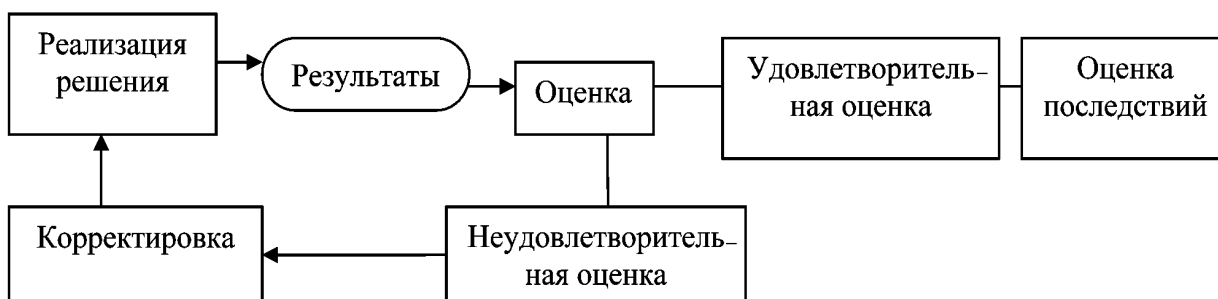 Реализация
решения
Результаты
Оценка
Удовлетворитель-
ная оценка
Оценка
последствий
Корректировка
Неудовлетворитель-
ная оценка